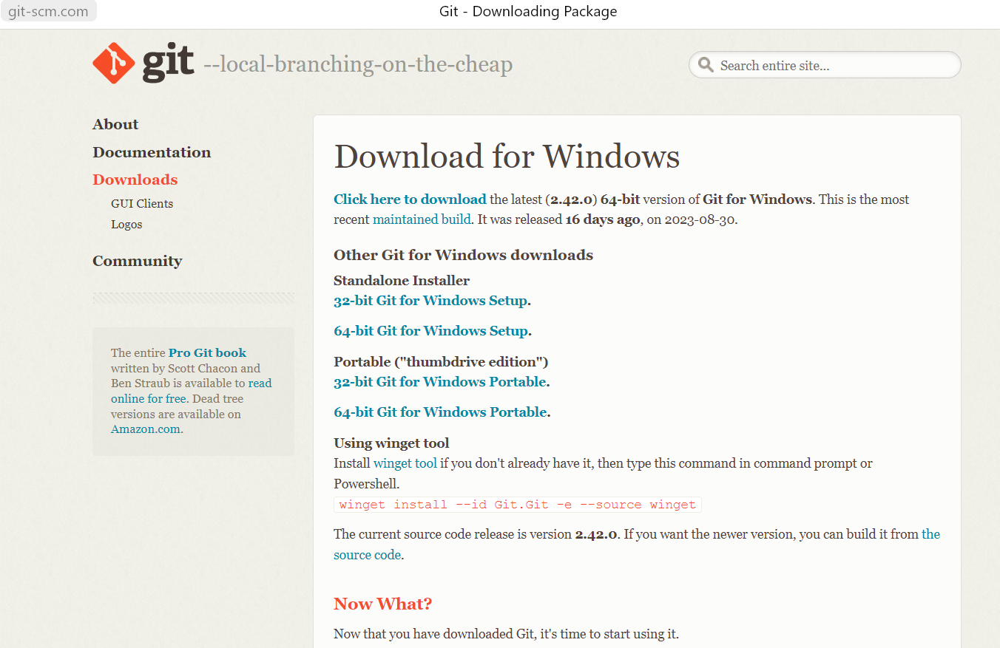 git-scm.com
Git - Downloading Package
git --local-branching-on-the-cheap
Search entire site...
About
Documentation
Downloads
GUI Clients
Logos
Community
The entire Pro Git book
written by Scott Chacon and
Ben Straub is available to read
online for free. Dead tree
versions are available on
Amazon.com.
Download for Windows
Click here to download the latest (2.42.0) 64-bit version of Git for Windows. This is the most
recent maintained build. It was released 16 days ago, on 2023-08-30.
Other Git for Windows downloads
Standalone Installer
32-bit Git for Windows Setup.
64-bit Git for Windows Setup.
Portable ("thumbdrive edition")
32-bit Git for Windows Portable.
64-bit Git for Windows Portable.
Using winget tool
Install winget tool if you don't already have it, then type this command in command prompt or
Powershell.
winget install --id Git.Git -e --source winget
The current source code release is version 2.42.0. If you want the newer version, you can build it from the
source code.
Now What?
Now that you have downloaded Git, it's time to start using it.